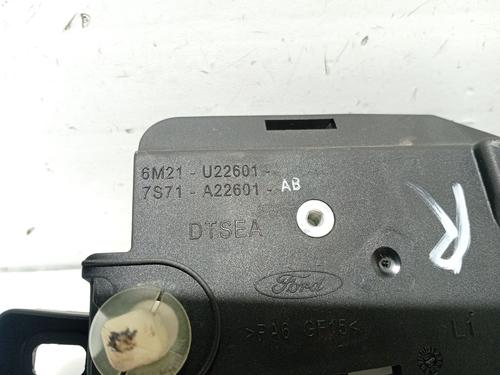 6M21 - U22601 -
7S71 - A22601 - AB
DTSEA
Ford
R
>PA6 GF15<
Li